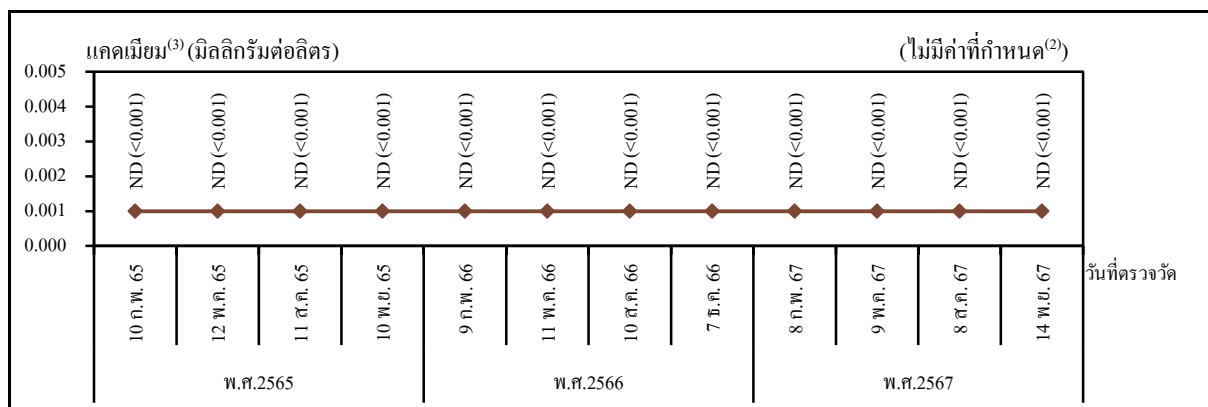 แคดเมียม⁽³⁾ (มิลลิกรัมต่อลิตร) (ไม่มีค่าที่กำหนด⁽²⁾)
0.005
0.004
0.003
0.002
0.001
0.000
ND (<0.001)
ND (<0.001)
ND (<0.001)
ND (<0.001)
ND (<0.001)
ND (<0.001)
ND (<0.001)
ND (<0.001)
ND (<0.001)
ND (<0.001)
ND (<0.001)
ND (<0.001)
10 ก.พ. 65
12 พ.ค. 65
11 ส.ค. 65
10 พ.ย. 65
9 ก.พ. 66
11 พ.ค. 66
10 ส.ค. 66
7 ธ.ค. 66
8 ก.พ. 67
9 พ.ค. 67
8 ส.ค. 67
14 พ.ย. 67
วันที่ตรวจวัด
พ.ศ.2565
พ.ศ.2566
พ.ศ.2567